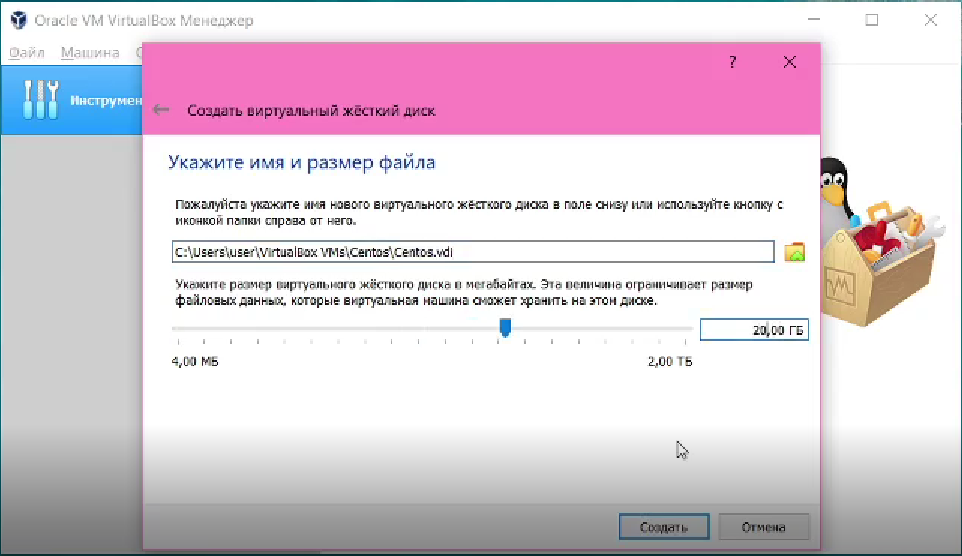 Oracle VM VirtualBox Менеджер
Файл Машина С
Инструмен
?
Создать виртуальный жёсткий диск
Укажите имя и размер файла
Пожалуйста укажите имя нового виртуального жёсткого диска в поле снизу или используйте кнопку с
иконкой папки справа от него.
C:\Users\user\VirtualBox VMs\Centos\Centos.vdi
Укажите размер виртуального жёсткого диска в мегабайтах. Эта величина ограничивает размер
файловых данных, которые виртуальная машина сможет хранить на этом диске.
20,00 ГБ
4,00 МБ 2,00 ТБ
Создать Отмена